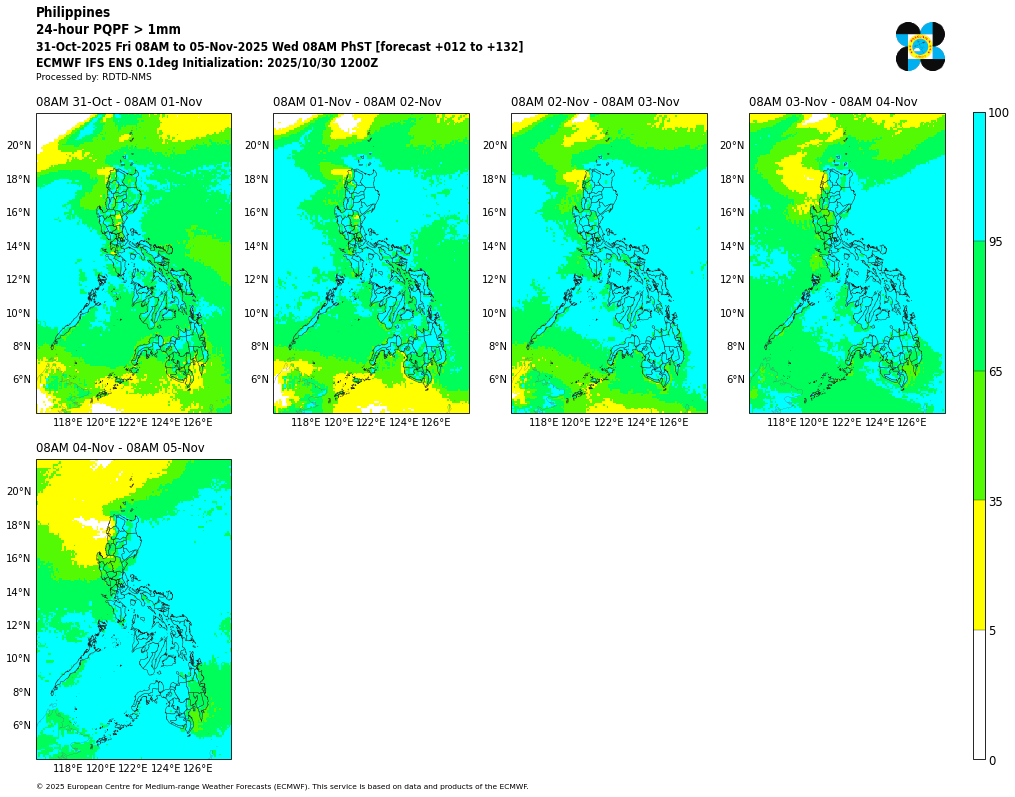 Philippines
24-hour PQPF > 1mm
31-Oct-2025 Fri 08AM to 05-Nov-2025 Wed 08AM PhST [forecast +012 to +132]
ECMWF IFS ENS 0.1deg Initialization: 2025/10/30 1200Z
Processed by: RDTD-NMS
08AM 31-Oct - 08AM 01-Nov
08AM 01-Nov - 08AM 02-Nov
08AM 02-Nov - 08AM 03-Nov
08AM 03-Nov - 08AM 04-Nov
20°N 20°N 20°N 20°N
18°N 18°N 18°N 18°N
16°N 16°N 16°N 16°N
14°N 14°N 14°N 14°N
12°N 12°N 12°N 12°N
10°N 10°N 10°N 10°N
8°N 8°N 8°N 8°N
6°N 6°N 6°N 6°N
118°E 120°E 122°E 124°E 126°E 118°E 120°E 122°E 124°E 126°E 118°E 120°E 122°E 124°E 126°E 118°E 120°E 122°E 124°E 126°E
100
95
65
35
5
0
08AM 04-Nov - 08AM 05-Nov
20°N
18°N
16°N
14°N
12°N
10°N
8°N
6°N
118°E 120°E 122°E 124°E 126°E
© 2025 European Centre for Medium-range Weather Forecasts (ECMWF). This service is based on data and products of the ECMWF.